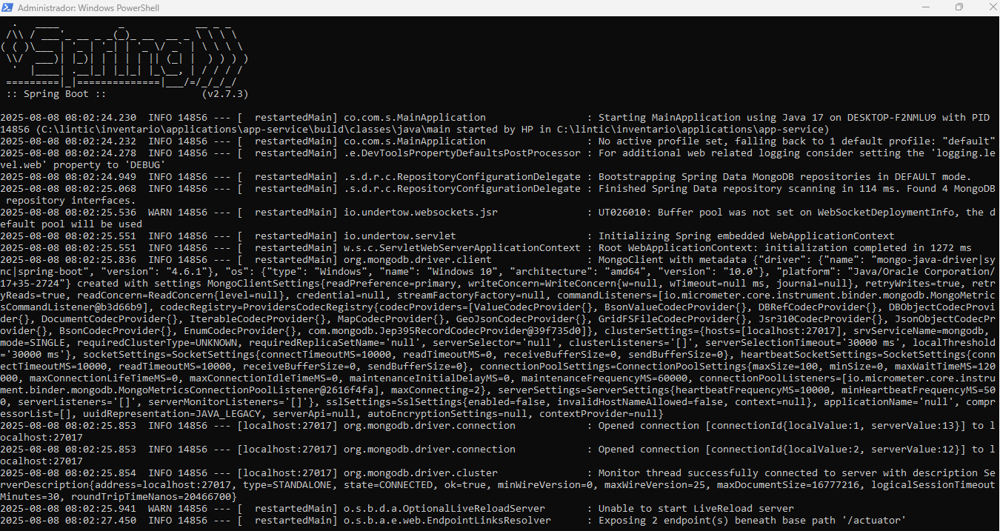 Administrador: Windows PowerShell
  .   ____          _            __ _ _
 /\\ / ___'_ __ _ _(_)_ __  __ _ \ \ \ \
( ( )\___ | '_ | '_| | '_ \/ _` | \ \ \ \
 \\/  ___)| |_)| | | | | || (_| |  ) ) ) )
  '  |____| .__|_| |_|_| |_\__, | / / / /
 =========|_|==============|___/=/_/_/_/
 :: Spring Boot ::                (v2.7.3)
2025-08-08 08:02:24.230  INFO 14856 --- [  restartedMain] co.com.s.MainApplication                 : Starting MainApplication using Java 17 on DESKTOP-F2NMLU9 with PID
14856 (C:\lintic\inventario\applications\app-service\build\classes\java\main started by HP in C:\lintic\inventario\applications\app-service)
2025-08-08 08:02:24.232  INFO 14856 --- [  restartedMain] co.com.s.MainApplication                 : No active profile set, falling back to 1 default profile: "default"
2025-08-08 08:02:24.278  INFO 14856 --- [  restartedMain] .e.DevToolsPropertyDefaultsPostProcessor : For additional web related logging consider setting the 'logging.le
vel.web' property to 'DEBUG'
2025-08-08 08:02:24.949  INFO 14856 --- [  restartedMain] .s.d.r.c.RepositoryConfigurationDelegate : Bootstrapping Spring Data MongoDB repositories in DEFAULT mode.
2025-08-08 08:02:25.068  INFO 14856 --- [  restartedMain] .s.d.r.c.RepositoryConfigurationDelegate : Finished Spring Data repository scanning in 114 ms. Found 4 MongoDB
 repository interfaces.
2025-08-08 08:02:25.536  WARN 14856 --- [  restartedMain] io.undertow.websockets.jsr               : UT026010: Buffer pool was not set on WebSocketDeploymentInfo, the d
efault pool will be used
2025-08-08 08:02:25.551  INFO 14856 --- [  restartedMain] io.undertow.servlet                      : Initializing Spring embedded WebApplicationContext
2025-08-08 08:02:25.551  INFO 14856 --- [  restartedMain] w.s.c.ServletWebServerApplicationContext : Root WebApplicationContext: initialization completed in 1272 ms
2025-08-08 08:02:25.836  INFO 14856 --- [  restartedMain] org.mongodb.driver.client                : MongoClient with metadata {"driver": {"name": "mongo-java-driver|sy
nc|spring-boot", "version": "4.6.1"}, "os": {"type": "Windows", "name": "Windows 10", "architecture": "amd64", "version": "10.0"}, "platform": "Java/Oracle Corporation/
17+35-2724"} created with settings MongoClientSettings{readPreference=primary, writeConcern=WriteConcern{w=null, wTimeout=null ms, journal=null}, retryWrites=true, retr
yReads=true, readConcern=ReadConcern{level=null}, credential=null, streamFactoryFactory=null, commandListeners=[io.micrometer.core.instrument.binder.mongodb.MongoMetric
sCommandListener@b3d66b9], codecRegistry=ProvidersCodecRegistry{codecProviders=[ValueCodecProvider{}, BsonValueCodecProvider{}, DBRefCodecProvider{}, DBObjectCodecProvi
der{}, DocumentCodecProvider{}, IterableCodecProvider{}, MapCodecProvider{}, GeoJsonCodecProvider{}, GridFSFileCodecProvider{}, Jsr310CodecProvider{}, JsonObjectCodecPr
ovider{}, BsonCodecProvider{}, EnumCodecProvider{}, com.mongodb.Jep395RecordCodecProvider@39f735d0]}, clusterSettings={hosts=[localhost:27017], srvServiceName=mongodb,
mode=SINGLE, requiredClusterType=UNKNOWN, requiredReplicaSetName='null', serverSelector='null', clusterListeners='[]', serverSelectionTimeout='30000 ms', localThreshold
='30000 ms'}, socketSettings=SocketSettings{connectTimeoutMS=10000, readTimeoutMS=0, receiveBufferSize=0, sendBufferSize=0}, heartbeatSocketSettings=SocketSettings{conn
ectTimeoutMS=10000, readTimeoutMS=10000, receiveBufferSize=0, sendBufferSize=0}, connectionPoolSettings=ConnectionPoolSettings{maxSize=100, minSize=0, maxWaitTimeMS=120
000, maxConnectionLifeTimeMS=0, maxConnectionIdleTimeMS=0, maintenanceInitialDelayMS=0, maintenanceFrequencyMS=60000, connectionPoolListeners=[io.micrometer.core.instru
ment.binder.mongodb.MongoMetricsConnectionPoolListener@2616f4fa], maxConnecting=2}, serverSettings=ServerSettings{heartbeatFrequencyMS=10000, minHeartbeatFrequencyMS=50
0, serverListeners='[]', serverMonitorListeners='[]'}, sslSettings=SslSettings{enabled=false, invalidHostNameAllowed=false, context=null}, applicationName='null', compr
essorList=[], uuidRepresentation=JAVA_LEGACY, serverApi=null, autoEncryptionSettings=null, contextProvider=null}
2025-08-08 08:02:25.853  INFO 14856 --- [localhost:27017] org.mongodb.driver.connection            : Opened connection [connectionId{localValue:1, serverValue:13}] to l
ocalhost:27017
2025-08-08 08:02:25.853  INFO 14856 --- [localhost:27017] org.mongodb.driver.connection            : Opened connection [connectionId{localValue:2, serverValue:12}] to l
ocalhost:27017
2025-08-08 08:02:25.854  INFO 14856 --- [localhost:27017] org.mongodb.driver.cluster               : Monitor thread successfully connected to server with description Se
rverDescription{address=localhost:27017, type=STANDALONE, state=CONNECTED, ok=true, minWireVersion=0, maxWireVersion=25, maxDocumentSize=16777216, logicalSessionTimeout
Minutes=30, roundTripTimeNanos=20466700}
2025-08-08 08:02:25.941  WARN 14856 --- [  restartedMain] o.s.b.d.a.OptionalLiveReloadServer       : Unable to start LiveReload server
2025-08-08 08:02:27.450  INFO 14856 --- [  restartedMain] o.s.b.a.e.web.EndpointLinksResolver      : Exposing 2 endpoint(s) beneath base path '/actuator'